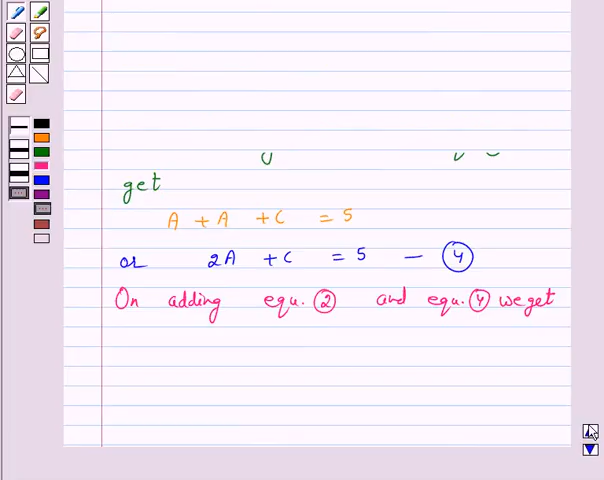 get
A + A + C = 5
or 2A + C = 5 — ④
On adding equ. ② and equ. ④ we get